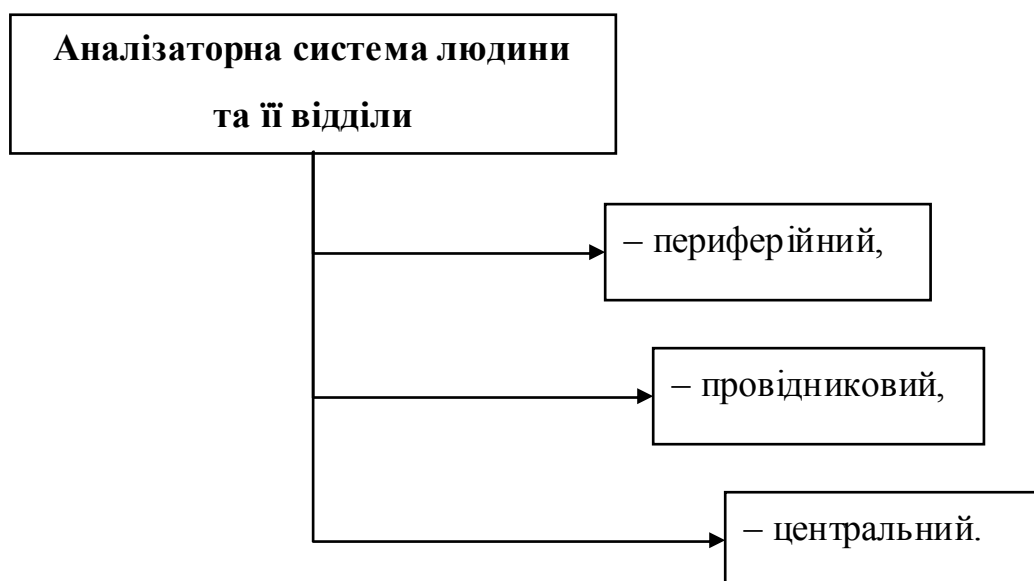 Аналізаторна система людини
та її відділи
– периферійний,
– провідниковий,
– центральний.